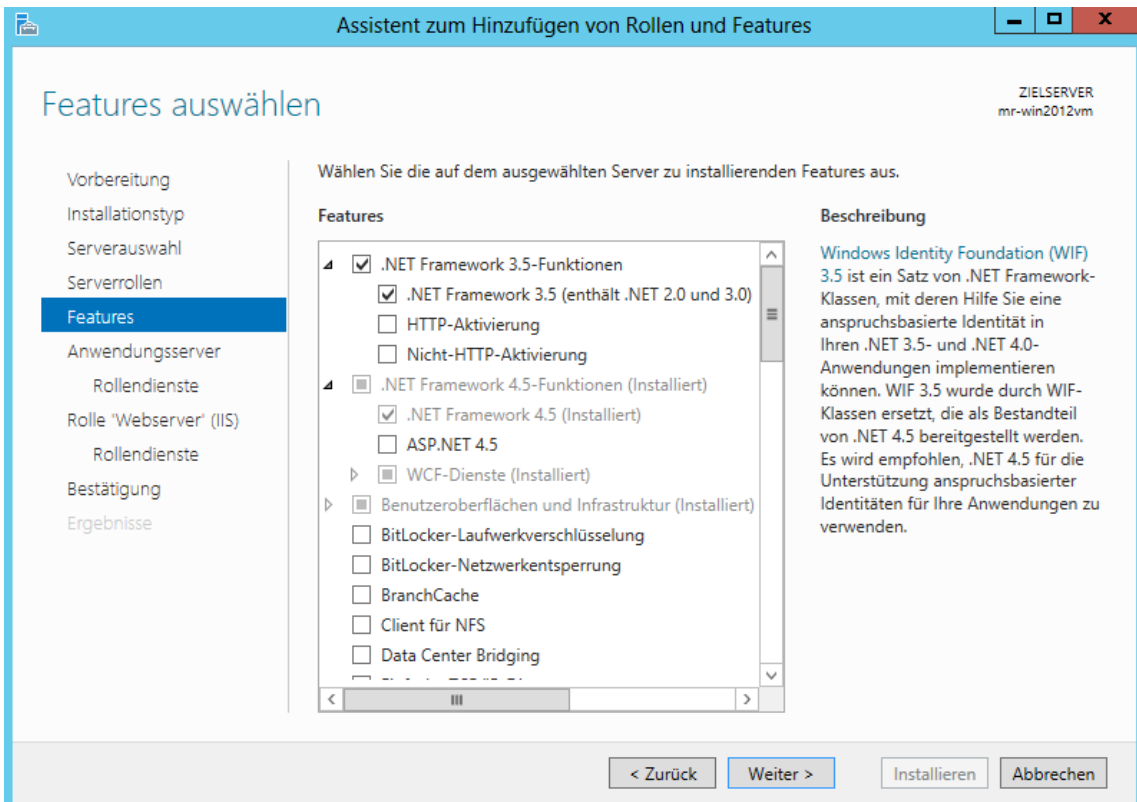 Assistent zum Hinzufügen von Rollen und Features
Features auswählen
ZIELSERVER
mr-win2012vm
Vorbereitung
Installationstyp
Serverauswahl
Serverrollen
Features
Anwendungsserver
Rollendienste
Rolle "Webserver" (IIS)
Rollendienste
Bestätigung
Ergebnisse
Wählen Sie die auf dem ausgewählten Server zu installierenden Features aus.
Features
.NET Framework 3.5-Funktionen
.NET Framework 3.5 (enthält .NET 2.0 und 3.0)
HTTP-Aktivierung
Nicht-HTTP-Aktivierung
.NET Framework 4.5-Funktionen (Installiert)
.NET Framework 4.5 (Installiert)
ASP.NET 4.5
WCF-Dienste (Installiert)
Benutzeroberflächen und Infrastruktur (Installiert)
BitLocker-Laufwerkverschlüsselung
BitLocker-Netzwerkentsperrung
BranchCache
Client für NFS
Data Center Bridging
Beschreibung
Windows Identity Foundation (WIF)
3.5 ist ein Satz von .NET Framework-
Klassen, mit deren Hilfe Sie eine
anspruchsbasierte Identität in
Ihren .NET 3.5- und .NET 4.0-
Anwendungen implementieren
können. WIF 3.5 wurde durch WIF-
Klassen ersetzt, die als Bestandteil
von .NET 4.5 bereitgestellt werden.
Es wird empfohlen, .NET 4.5 für die
Unterstützung anspruchsbasierter
Identitäten für Ihre Anwendungen zu
verwenden.
< Zurück
Weiter >
Installieren
Abbrechen